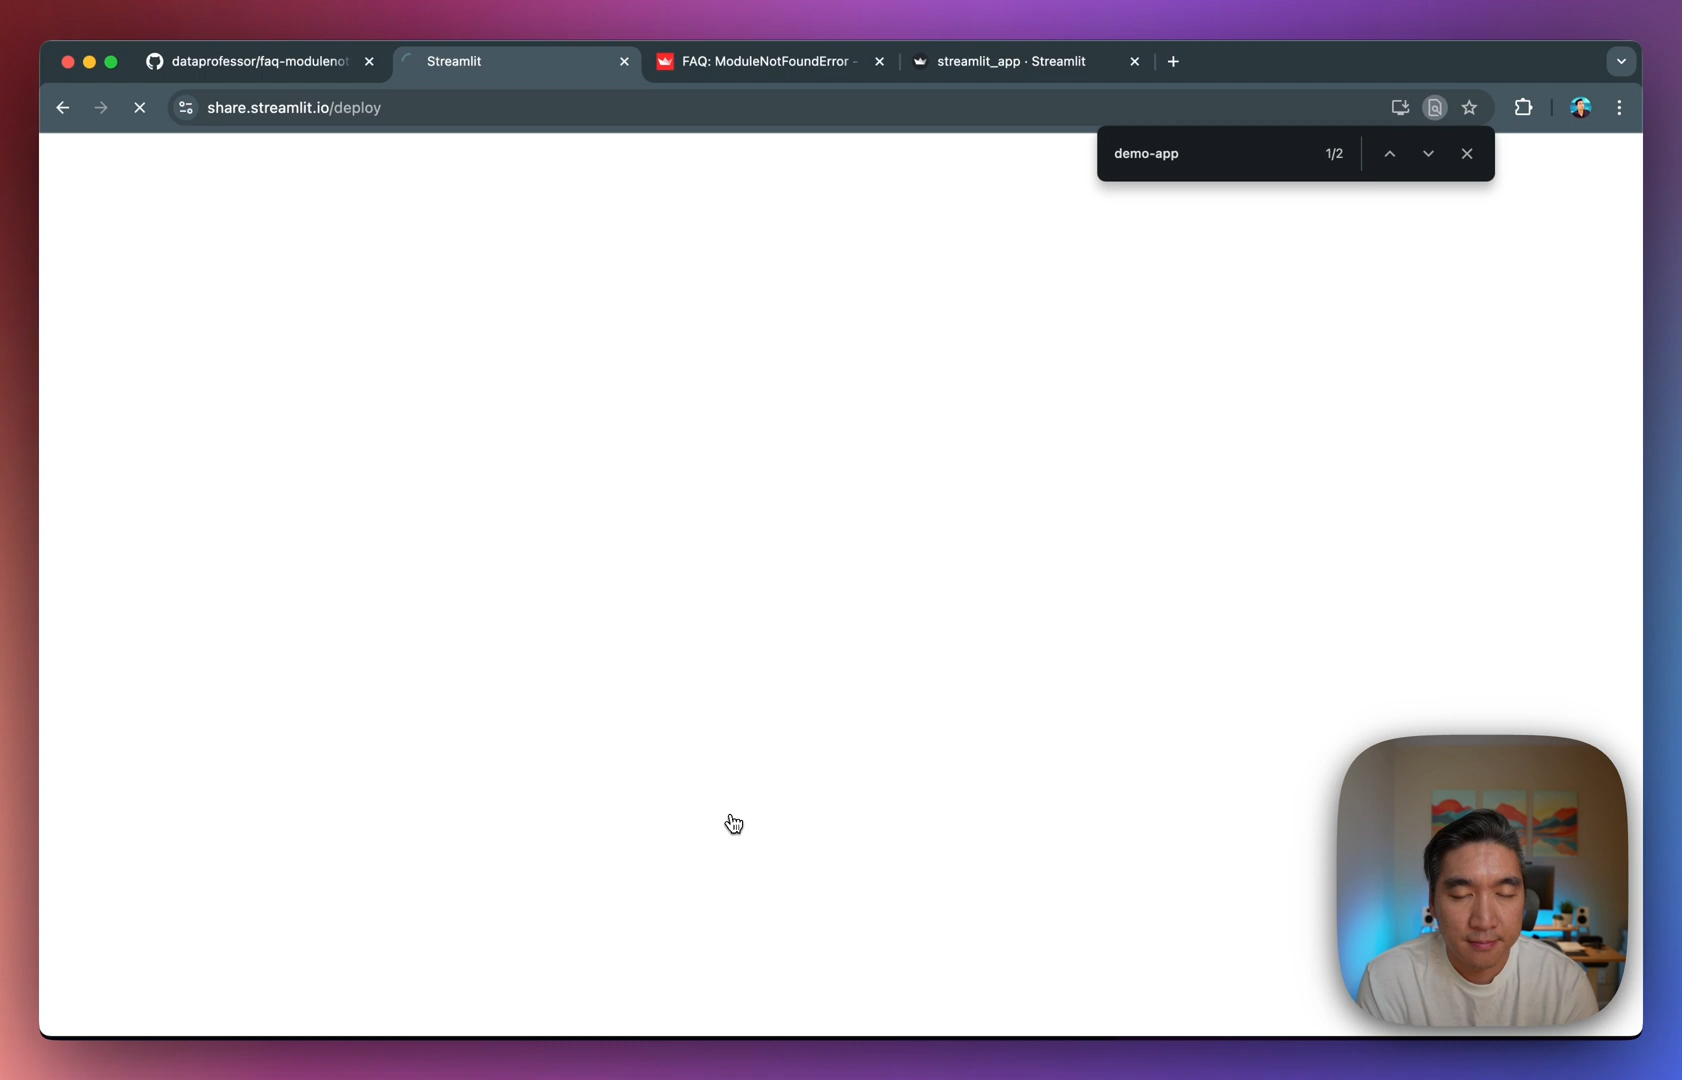 dataprofessor/faq-modulenot
Streamlit
FAQ: ModuleNotFoundError -
streamlit_app · Streamlit
share.streamlit.io/deploy
demo-app
1/2